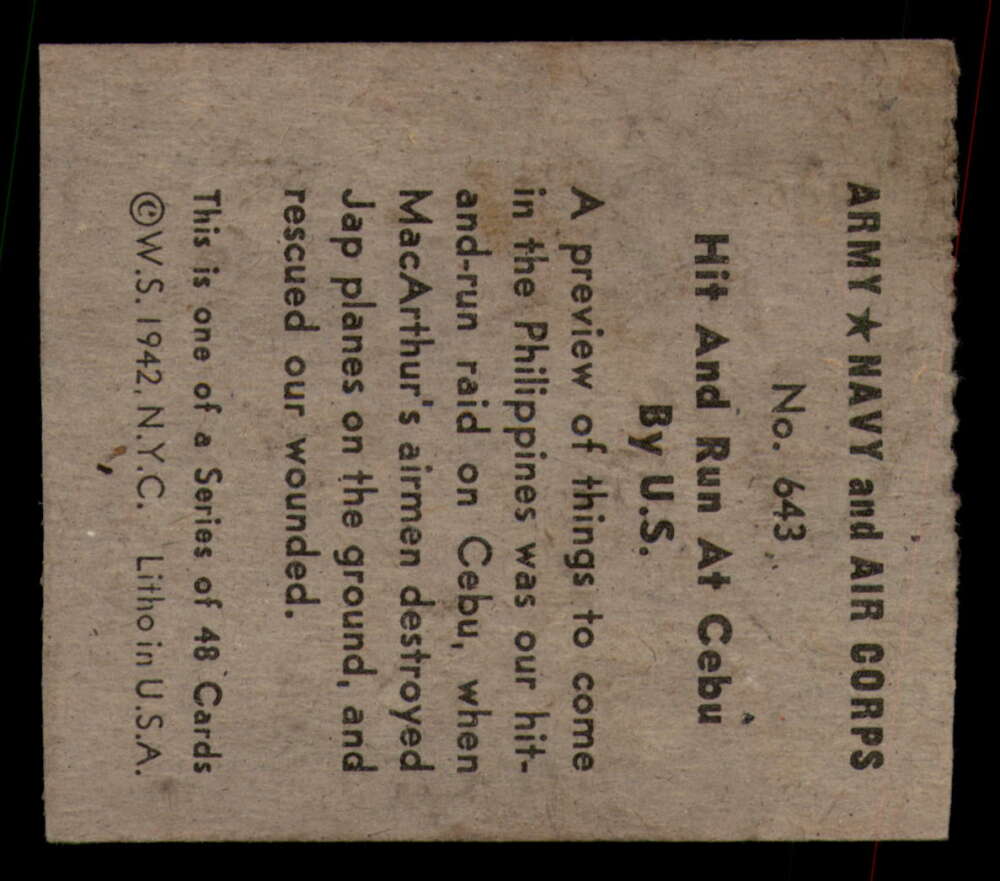 ARMY ★ NAVY and AIR CORPS
No. 643
Hit And Run At Cebu
By U.S.
A preview of things to come
in the Philippines was our hit-
and-run raid on Cebu, when
MacArthur's airmen destroyed
Jap planes on the ground, and
rescued our wounded.
This is one of a Series of 48 Cards
©W.S. 1942, N.Y.C. Litho in U.S.A.